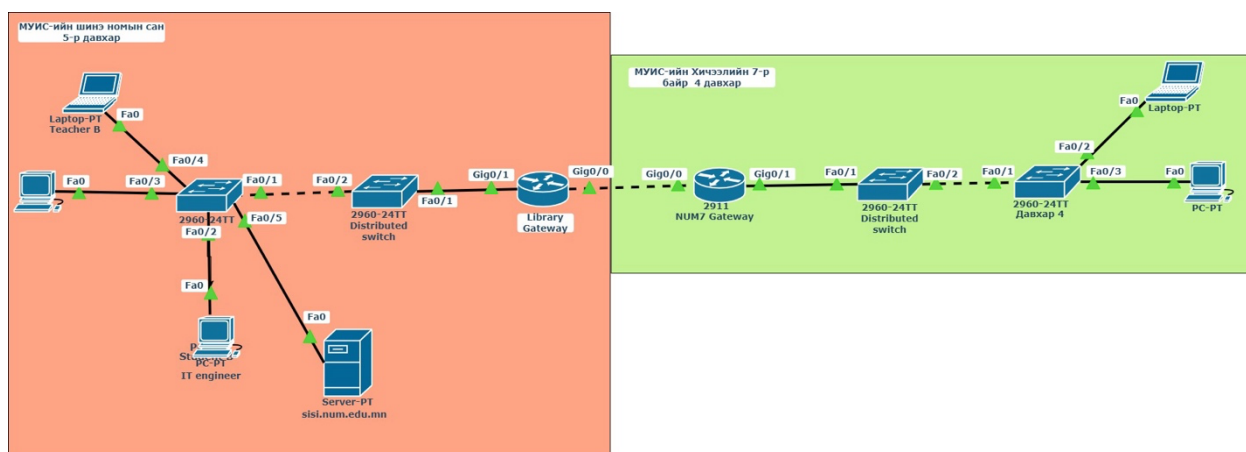 МУИС-ийн шинэ номын сан
5-р давхар
Laptop-PT
Teacher B
Fa0
Fa0/4
Fa0
Fa0/3
2960-24TT
Fa0/1
Fa0/5
Fa0/2
Fa0
PC-PT
IT engineer
Fa0
Server-PT
sisi.num.edu.mn
Fa0/2
Fa0/1
2960-24TT
Distributed
switch
Gig0/1
Gig0/0
Library
Gateway
МУИС-ийн Хичээлийн 7-р
байр 4 давхар
Gig0/0
Gig0/1
2911
NUM7 Gateway
Fa0/1
Fa0/2
2960-24TT
Distributed
switch
Fa0/1
Fa0/2
Fa0/3
2960-24TT
Давхар 4
Fa0
Laptop-PT
Fa0
PC-PT